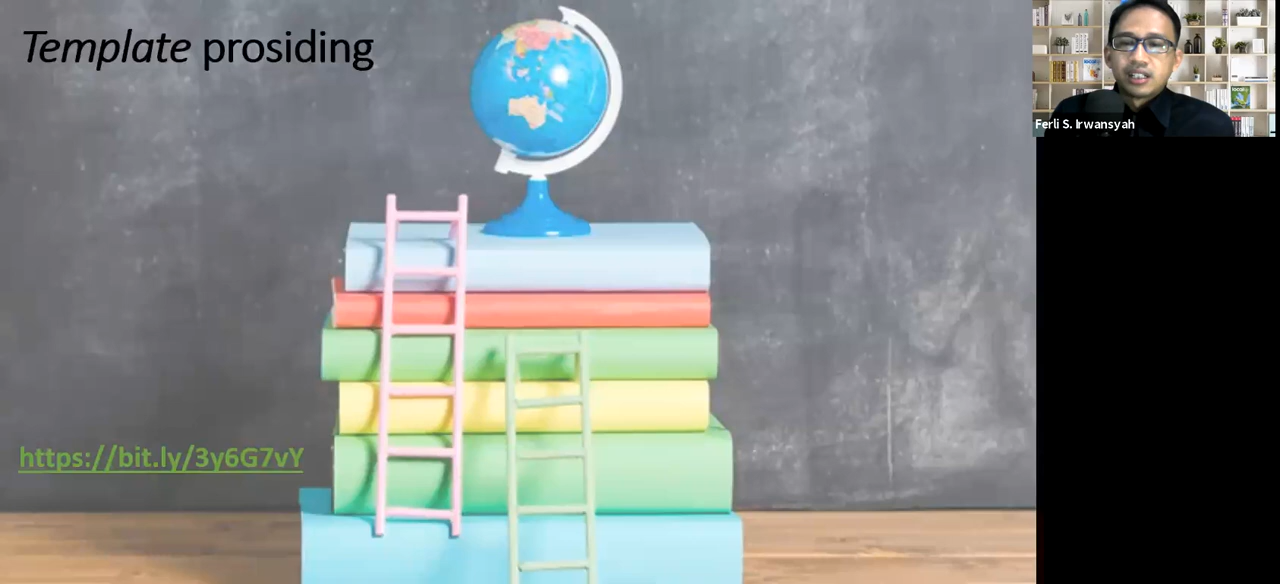 Template prosiding
Ferli S. Irwansyah
https://bit.ly/3y6G7vY